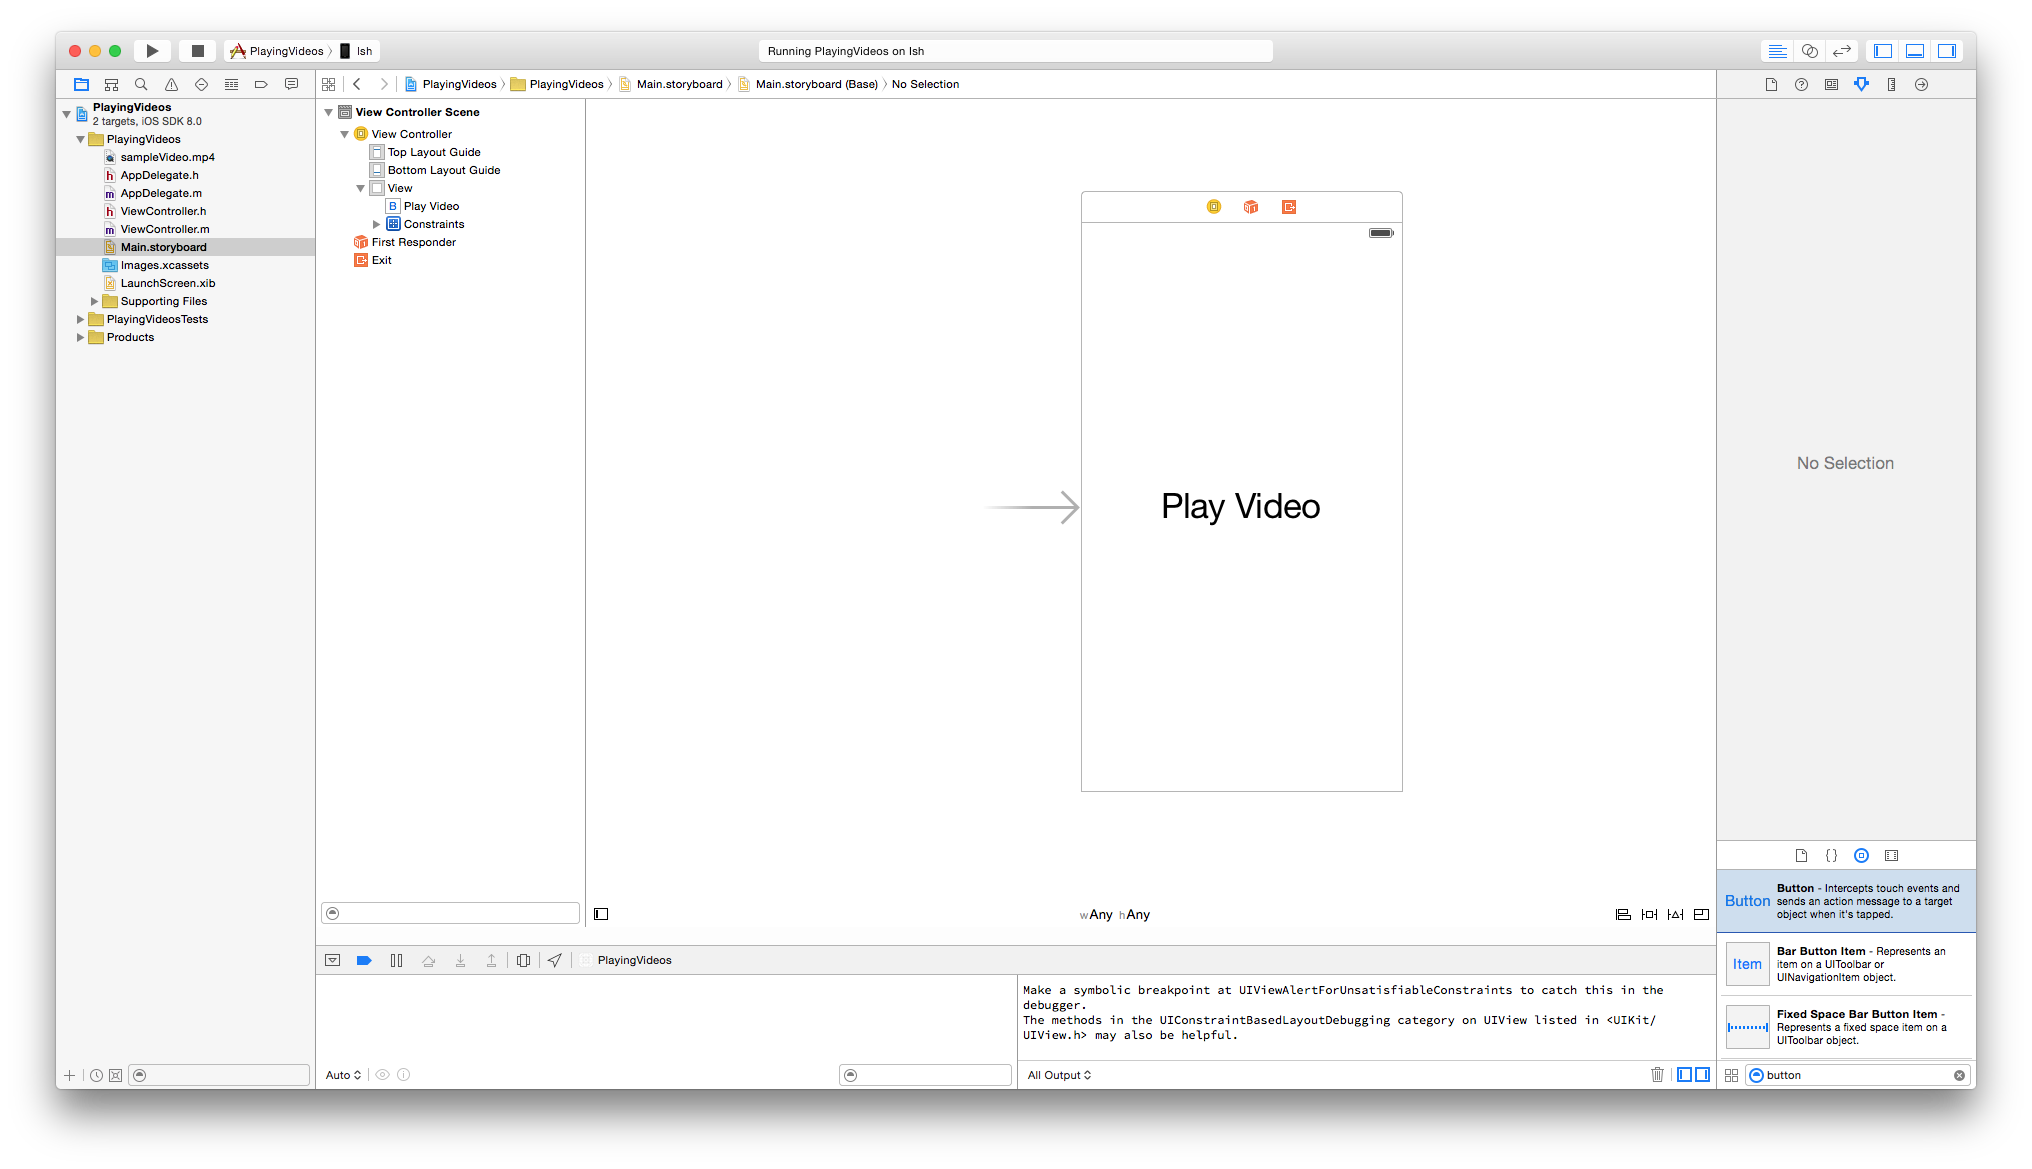 PlayingVideos Ish
Running PlayingVideos on Ish
PlayingVideos PlayingVideos Main.storyboard Main.storyboard (Base) No Selection
PlayingVideos
2 targets, iOS SDK 8.0
PlayingVideos
sampleVideo.mp4
AppDelegate.h
AppDelegate.m
ViewController.h
ViewController.m
Main.storyboard
Images.xcassets
LaunchScreen.xib
Supporting Files
PlayingVideosTests
Products
View Controller Scene
View Controller
Top Layout Guide
Bottom Layout Guide
View
B Play Video
Constraints
First Responder
Exit
Play Video
wAny hAny
No Selection
Button
Button - Intercepts touch events and
sends an action message to a target
object when it's tapped.
Item
Bar Button Item - Represents an
item on a UIToolbar or
UINavigationItem object.
Fixed Space Bar Button Item -
Represents a fixed space item on a
UIToolbar object.
button
PlayingVideos
Make a symbolic breakpoint at UIViewAlertForUnsatisfiableConstraints to catch this in the
debugger.
The methods in the UIConstraintBasedLayoutDebugging category on UIView listed in <UIKit/
UIView.h> may also be helpful.
Auto
All Output